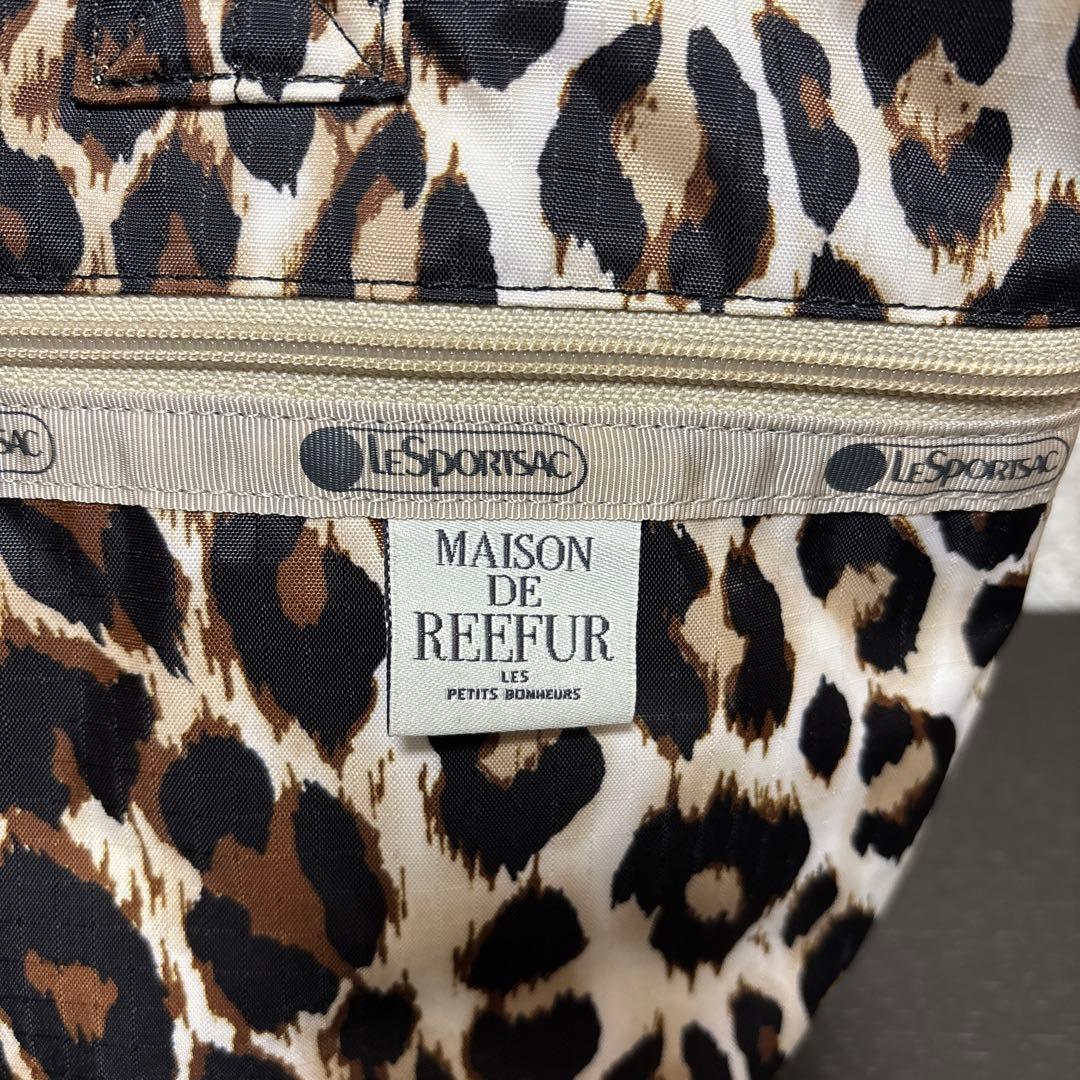 LESPORTSAC
LESPORTSAC
MAISON
DE
REEFUR
LES
PETITS BONHEURS